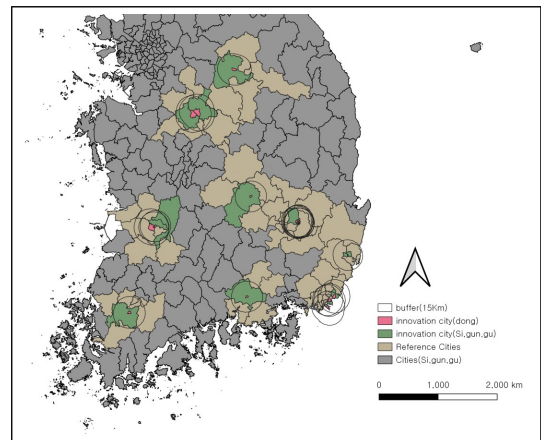 buffer(15Km)
innovation city(dong)
innovation city(Si,gun,gu)
Reference Cities
Cities(Si,gun,gu)
0 1,000 2,000 km